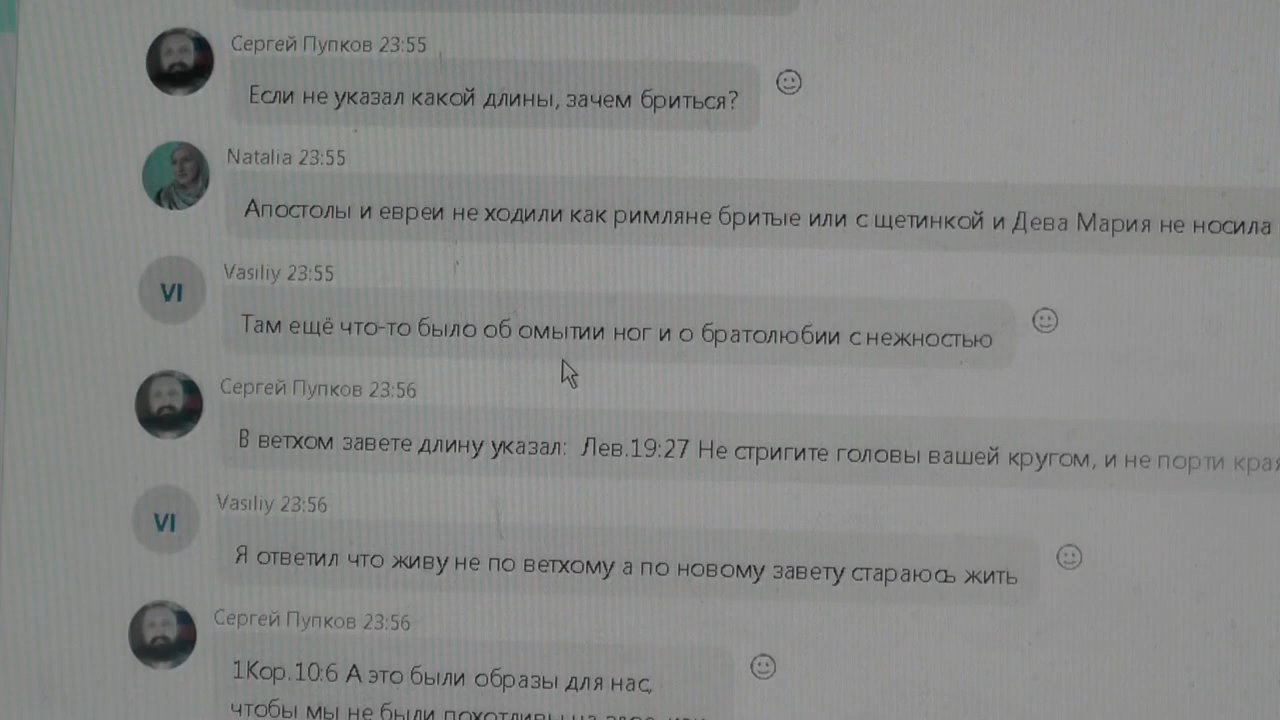 Сергей Пупков 23:55
Если не указал какой длины, зачем бриться?
Natalia 23:55
Апостолы и евреи не ходили как римляне бритые или с щетинкой и Дева Мария не носила
VI
Vasiliy 23:55
Там ещё что-то было об омытии ног и о братолюбии с нежностью
Сергей Пупков 23:56
В ветхом завете длину указал: Лев.19:27 Не стригите головы вашей кругом, и не порти края
VI
Vasiliy 23:56
Я ответил что живу не по ветхому а по новому завету стараюсь жить
Сергей Пупков 23:56
1Кор.10:6 А это были образы для нас,
чтобы мы не были похотливы на злое,